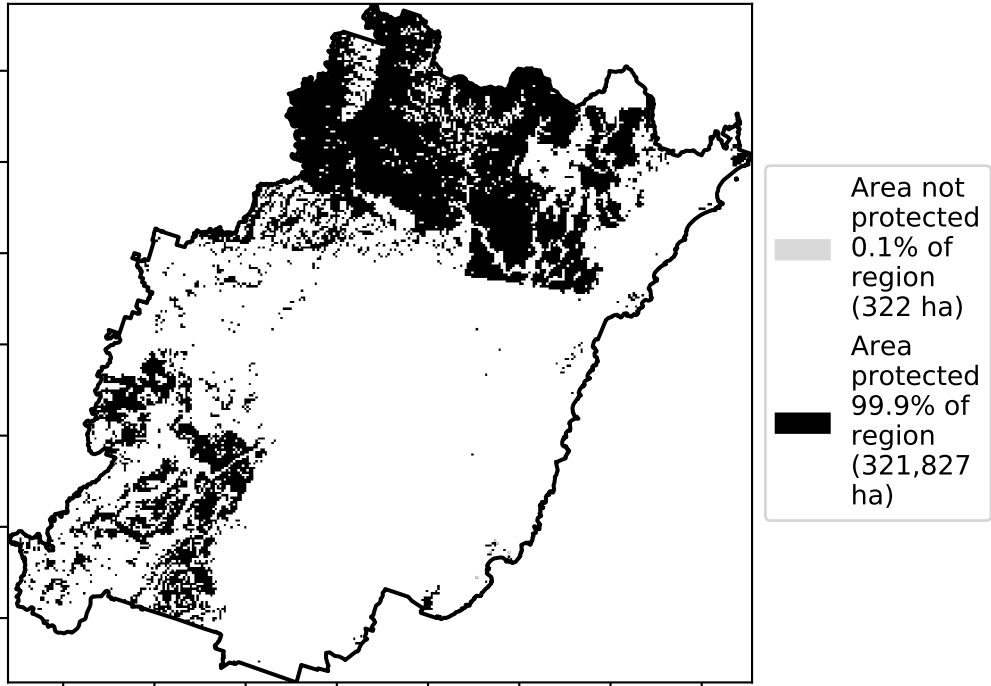 Area not
protected
0.1% of
region
(322 ha)
Area
protected
99.9% of
region
(321,827
ha)